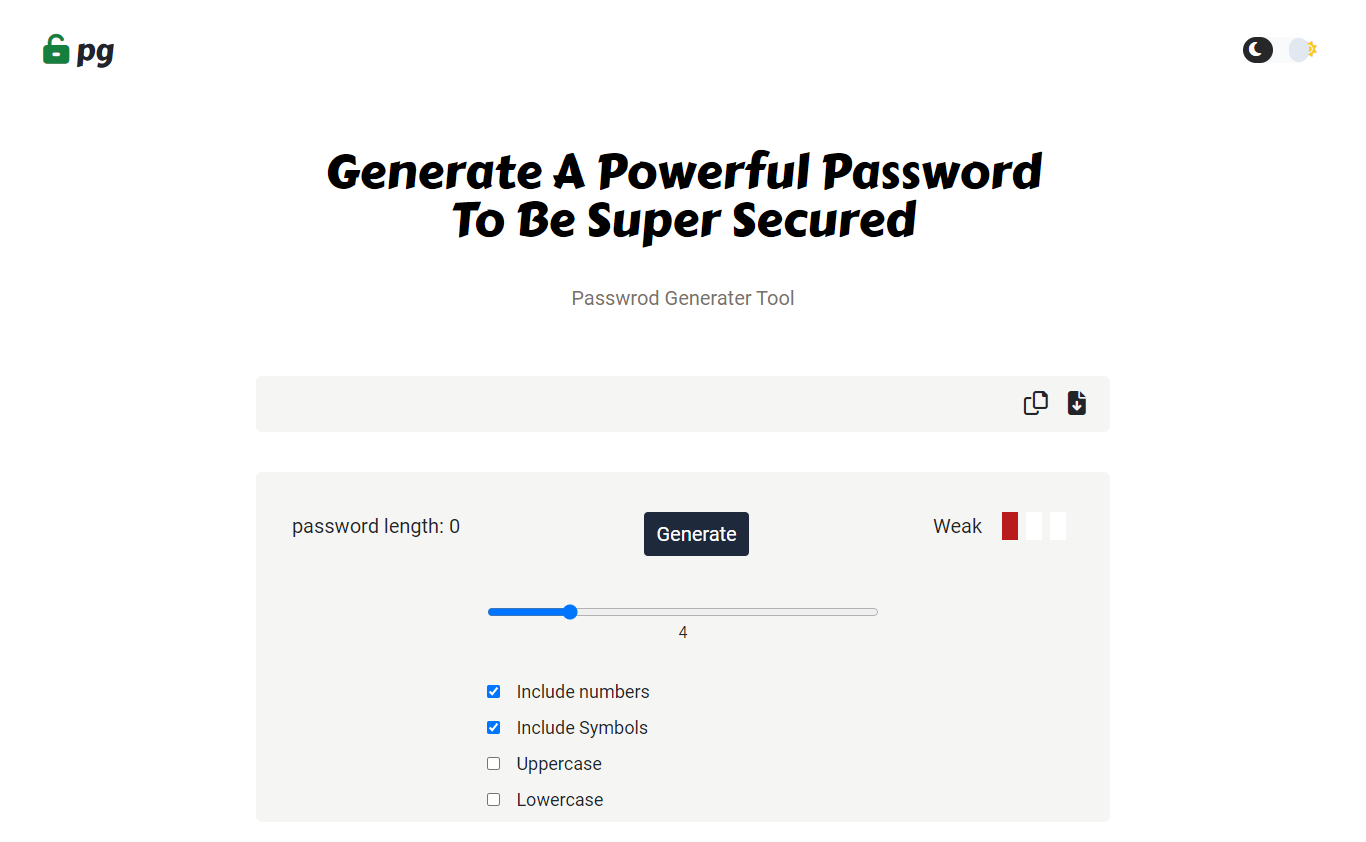 pg
Generate A Powerful Password
To Be Super Secured
Passwrod Generater Tool
password length: 0
Generate
Weak
4
Include numbers
Include Symbols
Uppercase
Lowercase